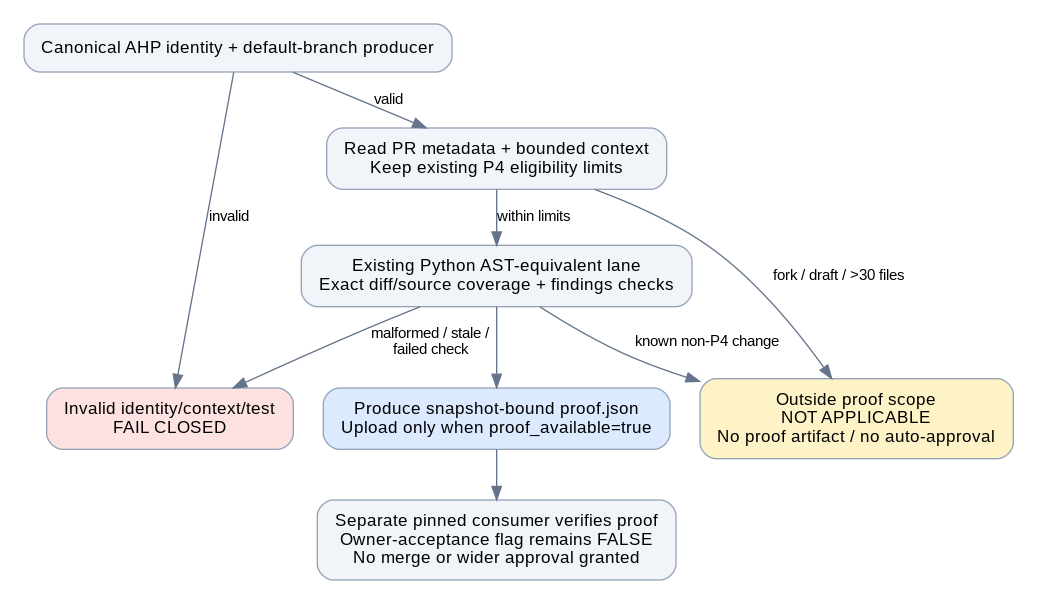 Canonical AHP identity + default-branch producer
valid
Read PR metadata + bounded context
Keep existing P4 eligibility limits
invalid
within limits
Existing Python AST-equivalent lane
Exact diff/source coverage + findings checks
fork / draft / >30 files
malformed / stale /
failed check
known non-P4 change
Invalid identity/context/test
FAIL CLOSED
Produce snapshot-bound proof.json
Upload only when proof_available=true
Outside proof scope
NOT APPLICABLE
No proof artifact / no auto-approval
Separate pinned consumer verifies proof
Owner-acceptance flag remains FALSE
No merge or wider approval granted